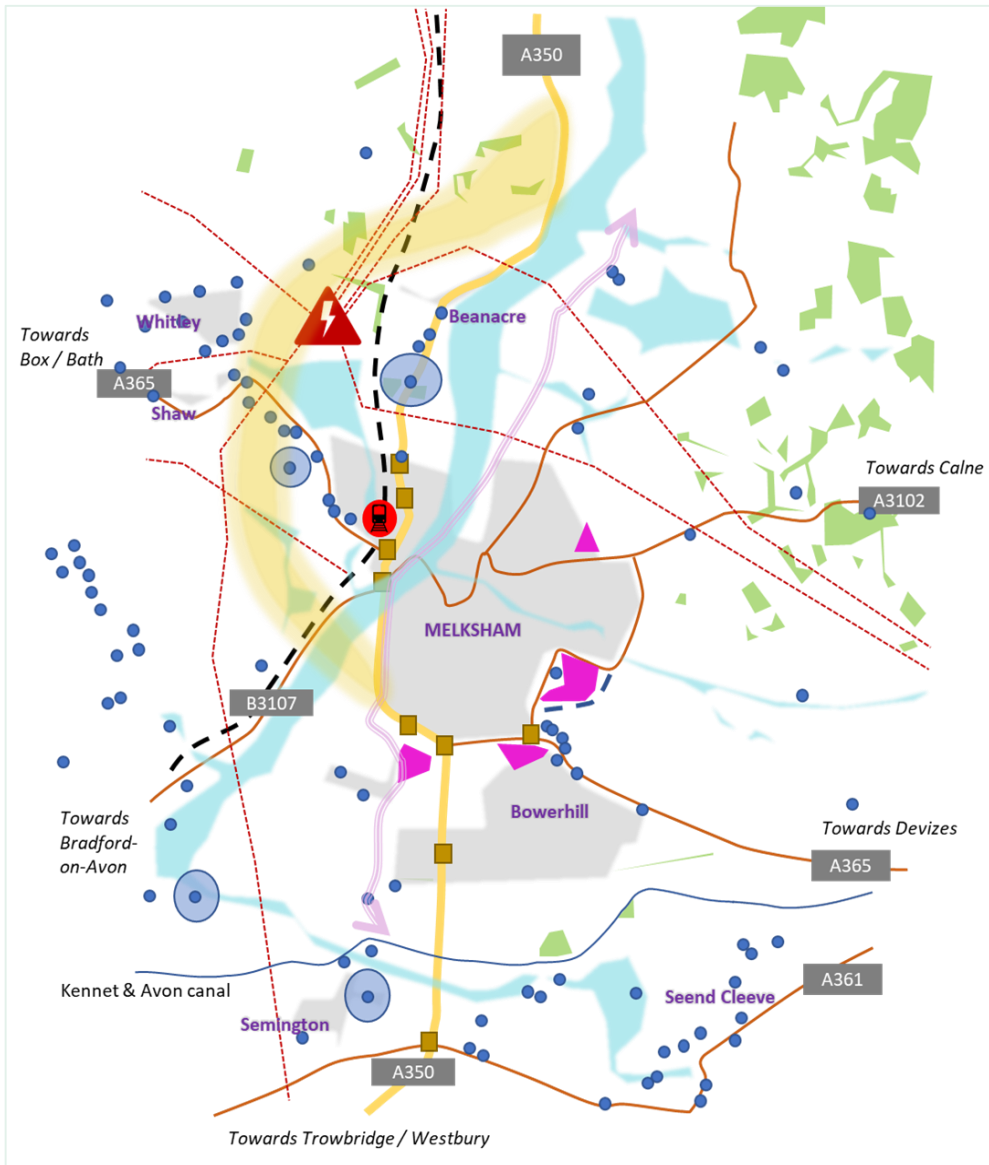 A350
Beanacre
Whitley
Towards
Box / Bath
A365
Shaw
Towards Calne
A3102
MELKSHAM
B3107
Bowerhill
Towards
Bradford-
on-Avon
Towards Devizes
A365
Kennet & Avon canal
Seend Cleeve
A361
Semington
A350
Towards Trowbridge / Westbury